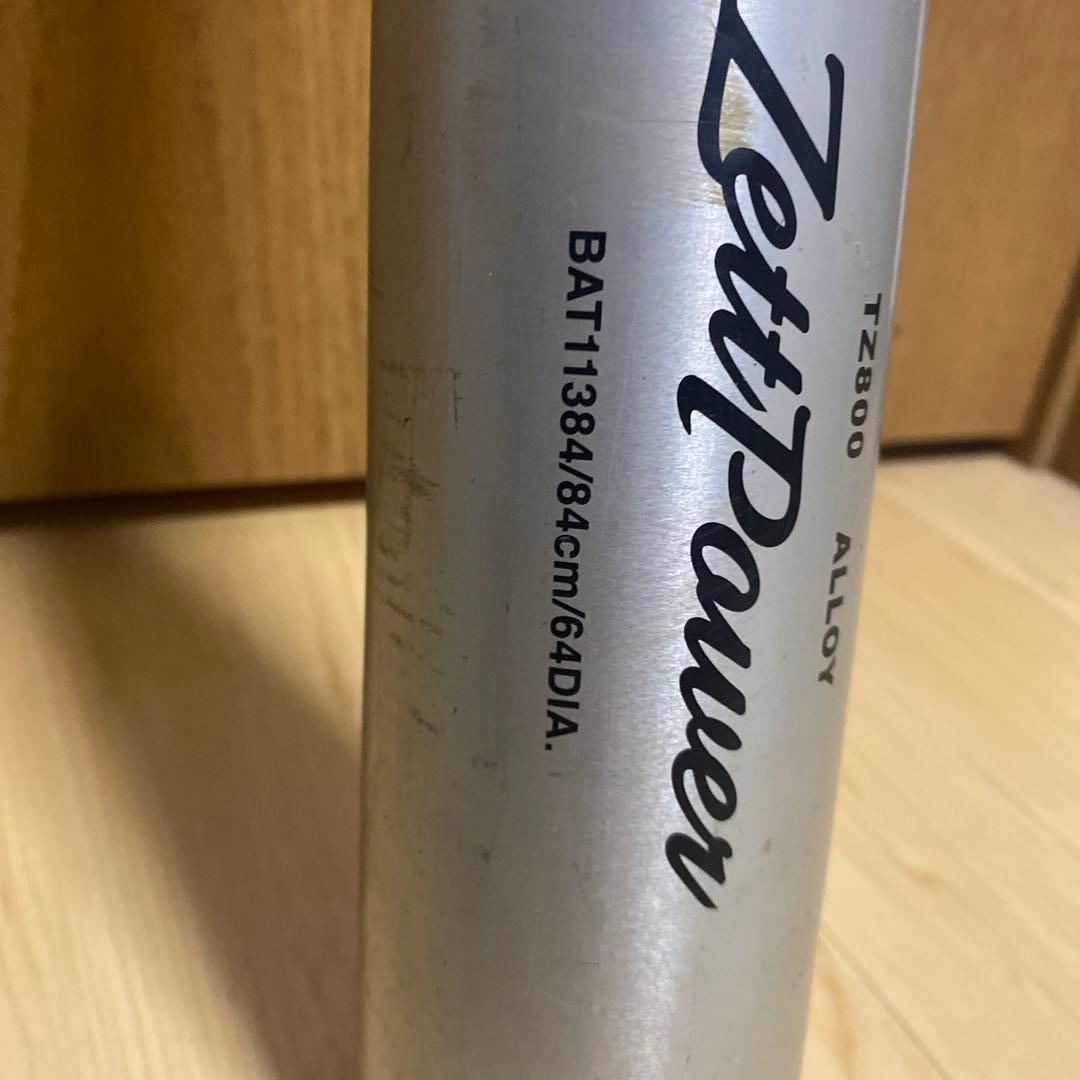 TZ800 ALLOY
ZettPower
BAT11384/84cm/64DIA.